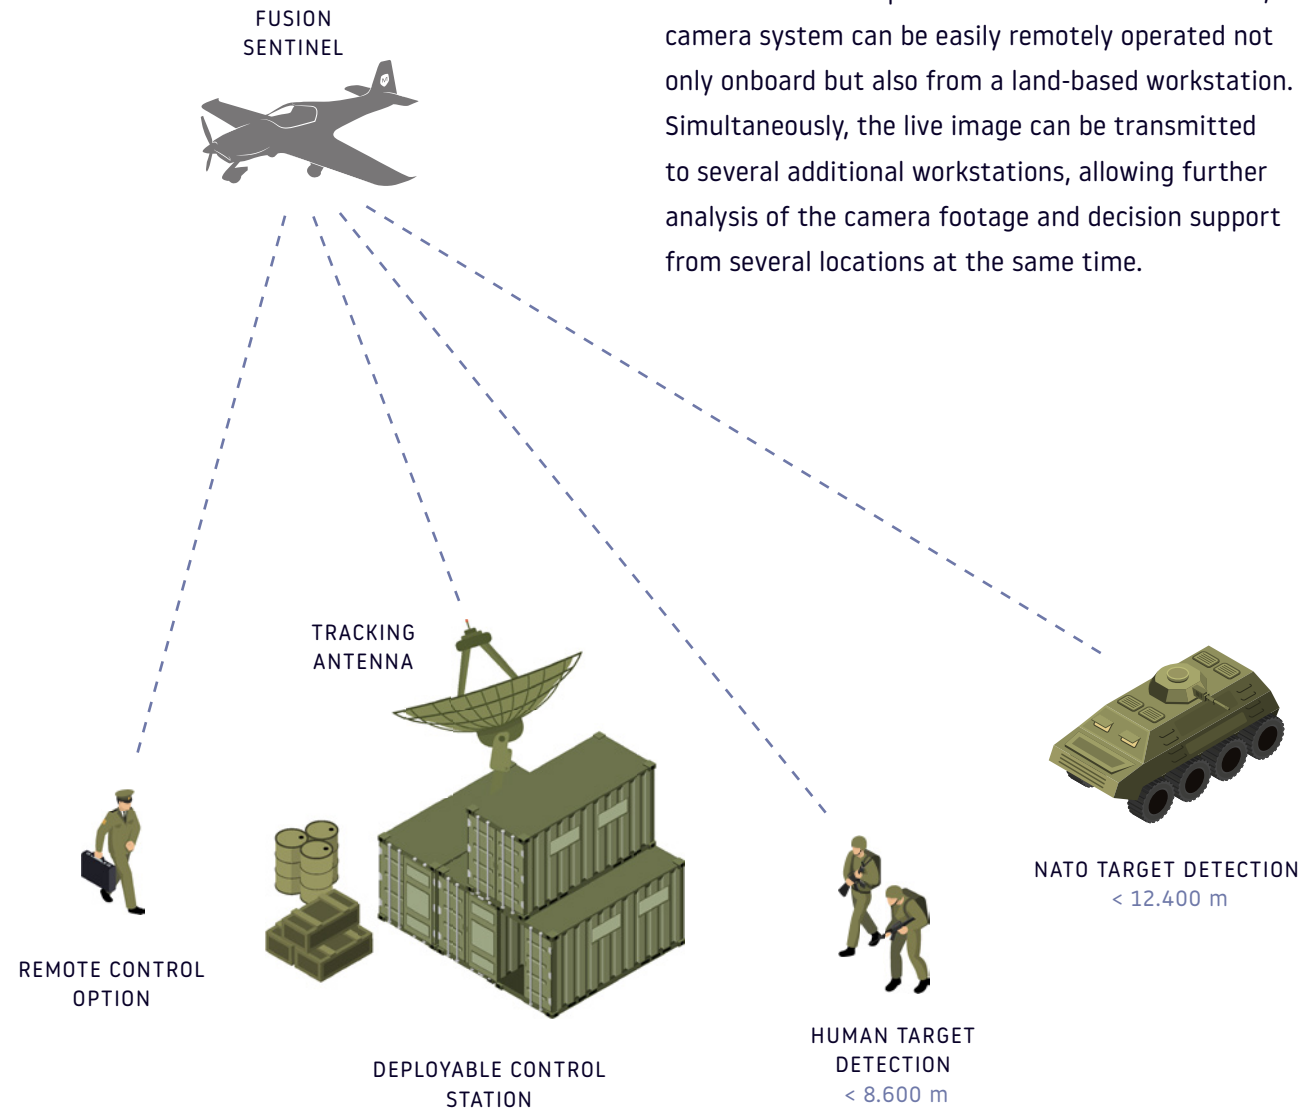 FUSION
SENTINEL
camera system can be easily remotely operated not
only onboard but also from a land-based workstation.
Simultaneously, the live image can be transmitted
to several additional workstations, allowing further
analysis of the camera footage and decision support
from several locations at the same time.
TRACKING
ANTENNA
NATO TARGET DETECTION
< 12.400 m
REMOTE CONTROL
OPTION
HUMAN TARGET
DETECTION
< 8.600 m
DEPLOYABLE CONTROL
STATION